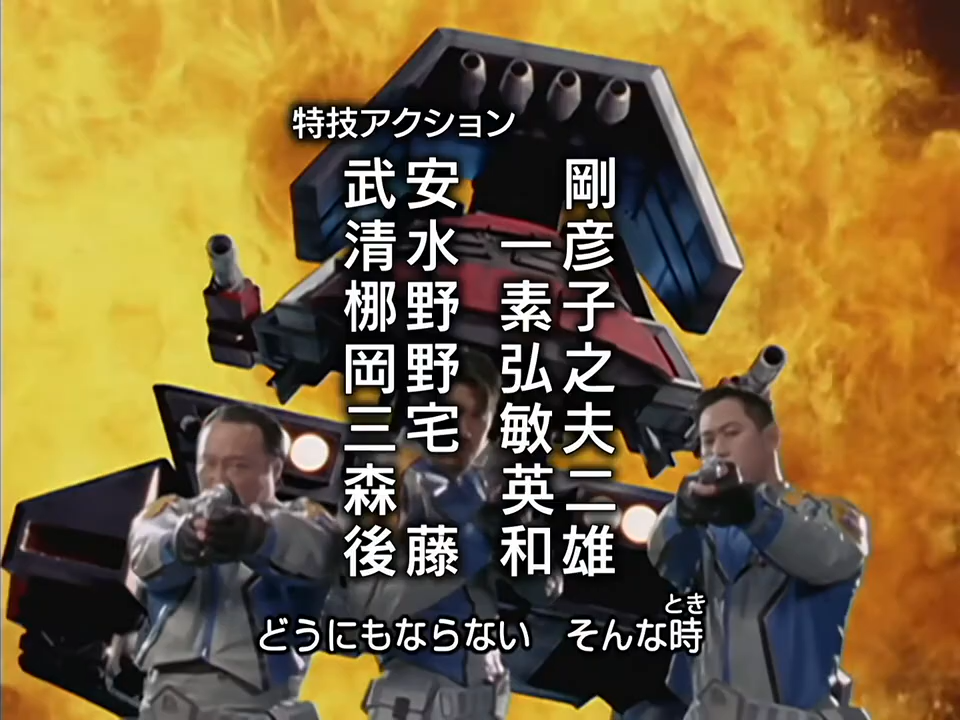 特技アクション
武安 剛
清水 一彦
梛野 素子
岡野 弘之
三宅 敏夫
森 英二
後藤 和雄
とき
どうにもならない そんな時